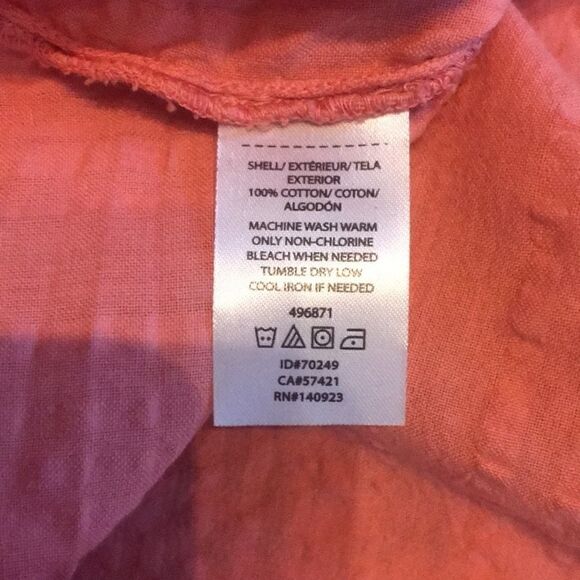 SHELL/ EXTÉRIEUR/ TELA
EXTERIOR
100% COTTON/ COTON/
ALGODÓN
MACHINE WASH WARM
ONLY NON-CHLORINE
BLEACH WHEN NEEDED
TUMBLE DRY LOW
COOL IRON IF NEEDED
496871
ID#70249
CA#57421
RN#140923